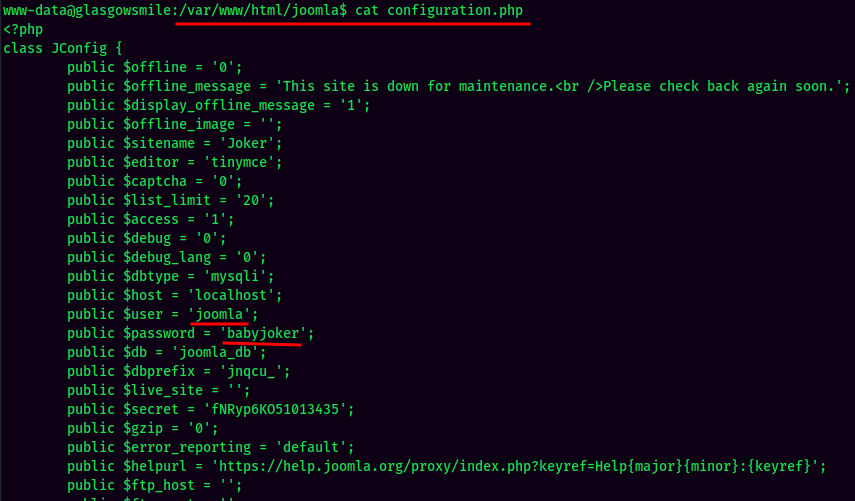 www-data@glasgowsmile:/var/www/html/joomla$ cat configuration.php
<?php
class JConfig {
        public $offline = '0';
        public $offline_message = 'This site is down for maintenance.<br />Please check back again soon.';
        public $display_offline_message = '1';
        public $offline_image = '';
        public $sitename = 'Joker';
        public $editor = 'tinymce';
        public $captcha = '0';
        public $list_limit = '20';
        public $access = '1';
        public $debug = '0';
        public $debug_lang = '0';
        public $dbtype = 'mysqli';
        public $host = 'localhost';
        public $user = 'joomla';
        public $password = 'babyjoker';
        public $db = 'joomla_db';
        public $dbprefix = 'jnqcu_';
        public $live_site = '';
        public $secret = 'fNRyp6KO51013435';
        public $gzip = '0';
        public $error_reporting = 'default';
        public $helpurl = 'https://help.joomla.org/proxy/index.php?keyref=Help{major}{minor}:{keyref}';
        public $ftp_host = '';